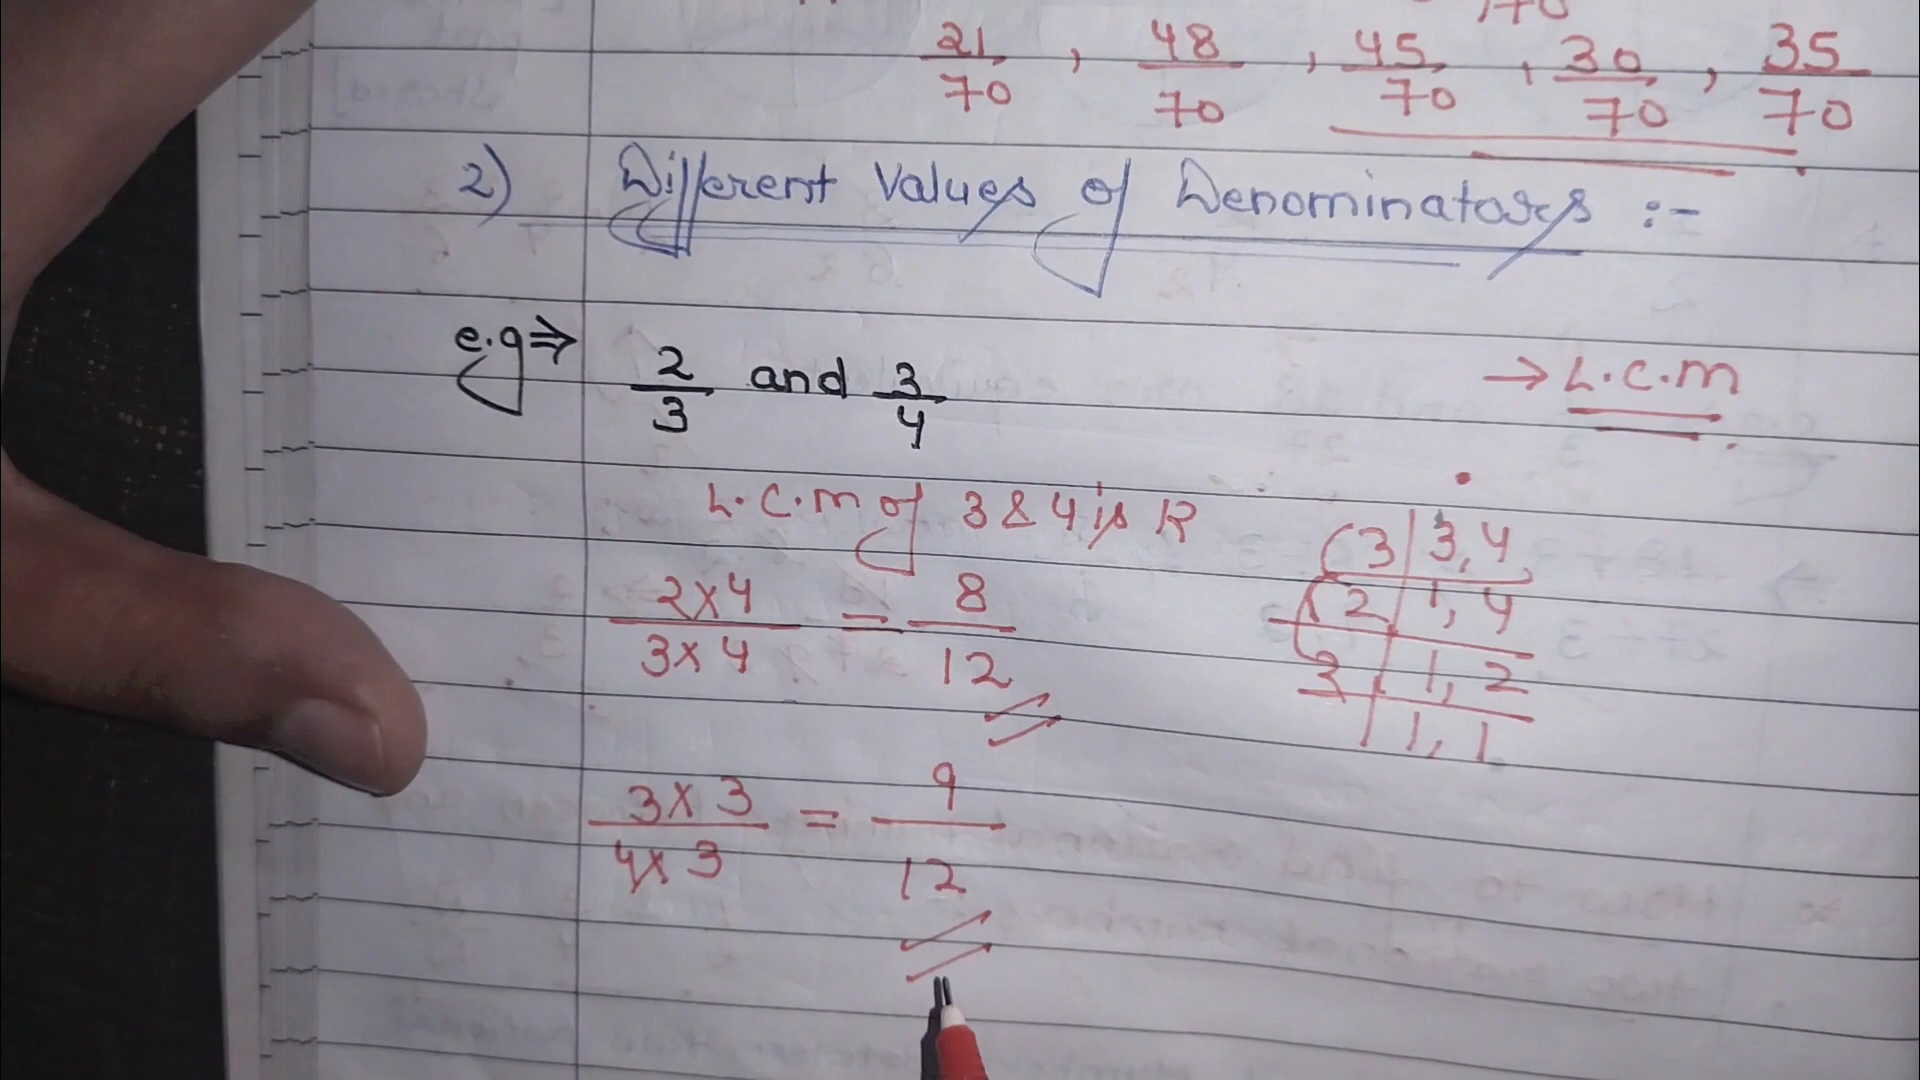 21/70 , 48/70 , 45/70 , 30/70 , 35/70
2) Different Values of Denominators :-
e.g ⇒ 2/3 and 3/4
→ L.C.M
L.C.M of 3 & 4 is 12
3 | 3, 4
2 | 1, 4
2 | 1, 2
1, 1
2×4/3×4 = 8/12
3×3/4×3 = 9/12